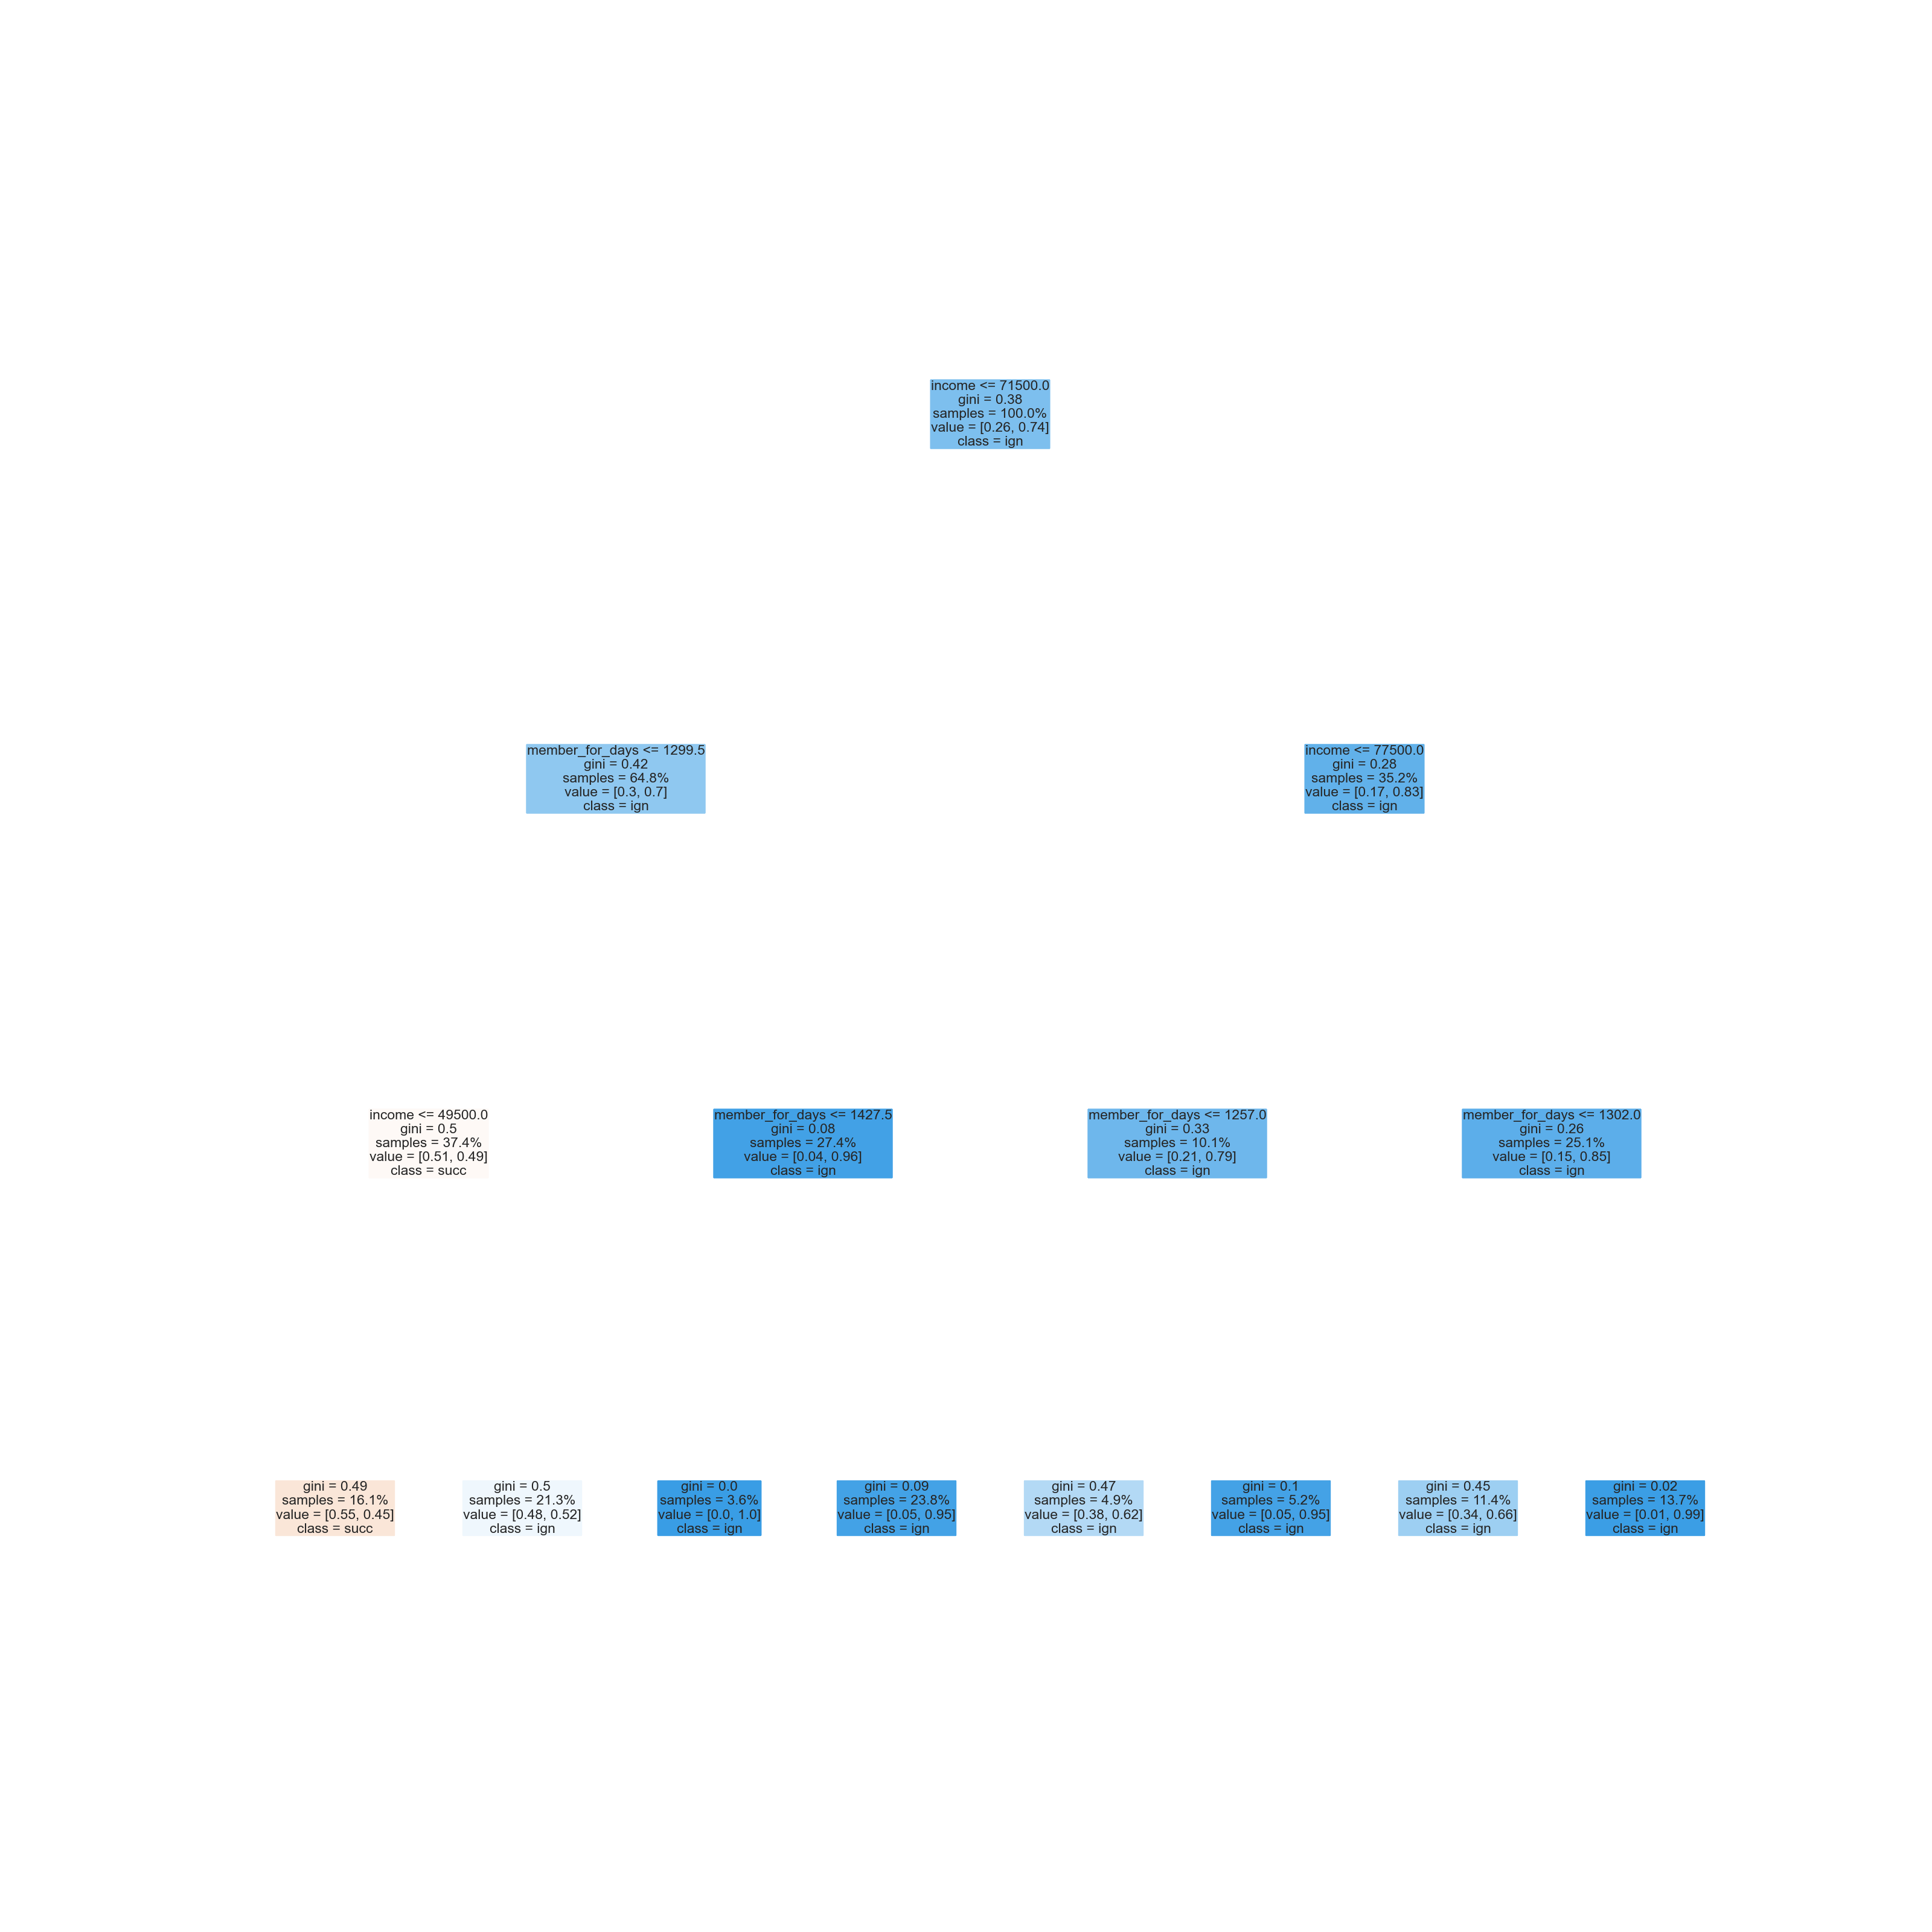 income <= 71500.0
gini = 0.38
samples = 100.0%
value = [0.26, 0.74]
class = ign
member_for_days <= 1299.5
gini = 0.42
samples = 64.8%
value = [0.3, 0.7]
class = ign
income <= 77500.0
gini = 0.28
samples = 35.2%
value = [0.17, 0.83]
class = ign
income <= 49500.0
gini = 0.5
samples = 37.4%
value = [0.51, 0.49]
class = succ
member_for_days <= 1427.5
gini = 0.08
samples = 27.4%
value = [0.04, 0.96]
class = ign
member_for_days <= 1257.0
gini = 0.33
samples = 10.1%
value = [0.21, 0.79]
class = ign
member_for_days <= 1302.0
gini = 0.26
samples = 25.1%
value = [0.15, 0.85]
class = ign
gini = 0.49
samples = 16.1%
value = [0.55, 0.45]
class = succ
gini = 0.5
samples = 21.3%
value = [0.48, 0.52]
class = ign
gini = 0.0
samples = 3.6%
value = [0.0, 1.0]
class = ign
gini = 0.09
samples = 23.8%
value = [0.05, 0.95]
class = ign
gini = 0.47
samples = 4.9%
value = [0.38, 0.62]
class = ign
gini = 0.1
samples = 5.2%
value = [0.05, 0.95]
class = ign
gini = 0.45
samples = 11.4%
value = [0.34, 0.66]
class = ign
gini = 0.02
samples = 13.7%
value = [0.01, 0.99]
class = ign